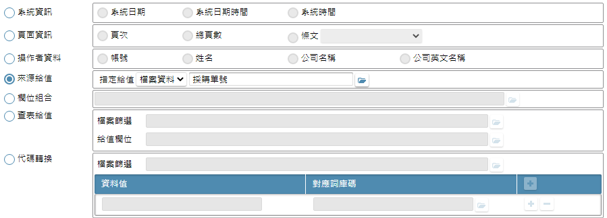 系統資訊 系統日期 系統日期時間 系統時間
頁面資訊 頁次 總頁數 條文
操作者資料 帳號 姓名 公司名稱 公司英文名稱
來源給值 指定給值 檔案資料 採購單號
欄位組合
查表給值 檔案篩選
給值欄位
代碼轉換 檔案篩選
資料值 對應詞庫碼